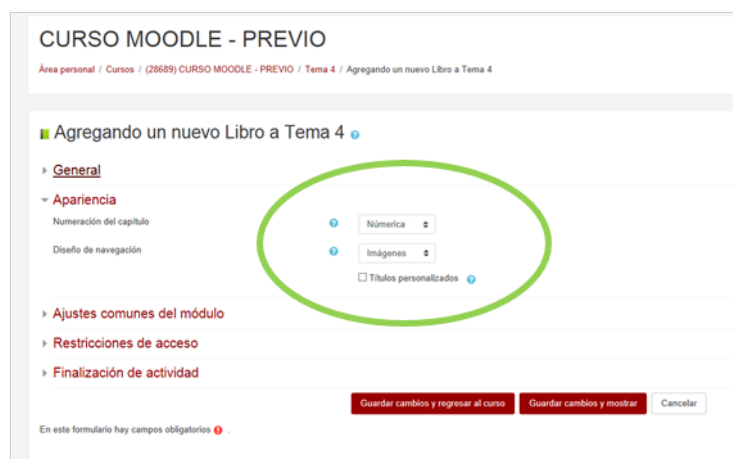 CURSO MOODLE - PREVIO
Área personal / Cursos / (28689) CURSO MOODLE - PREVIO / Tema 4 / Agregando un nuevo Libro a Tema 4
Agregando un nuevo Libro a Tema 4
General
Apariencia
Numeración del capítulo Númerica
Diseño de navegación Imágenes
Títulos personalizados
Ajustes comunes del módulo
Restricciones de acceso
Finalización de actividad
Guardar cambios y regresar al curso Guardar cambios y mostrar Cancelar
En este formulario hay campos obligatorios .